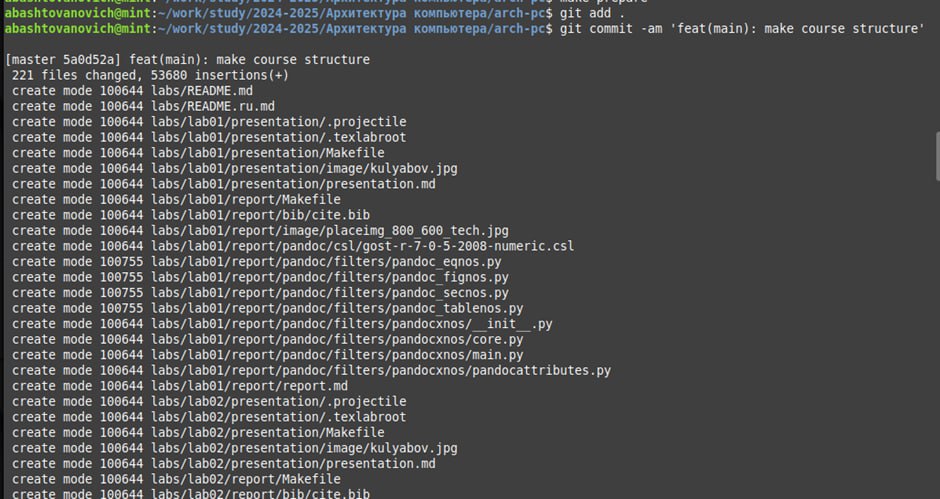 abashtovanovich@mint:~/work/study/2024-2025/Архитектура компьютера/arch-pc$ make prepare
abashtovanovich@mint:~/work/study/2024-2025/Архитектура компьютера/arch-pc$ git add .
abashtovanovich@mint:~/work/study/2024-2025/Архитектура компьютера/arch-pc$ git commit -am 'feat(main): make course structure'
[master 5a0d52a] feat(main): make course structure
221 files changed, 53680 insertions(+)
create mode 100644 labs/README.md
create mode 100644 labs/README.ru.md
create mode 100644 labs/lab01/presentation/.projectile
create mode 100644 labs/lab01/presentation/.texlabroot
create mode 100644 labs/lab01/presentation/Makefile
create mode 100644 labs/lab01/presentation/image/kulyabov.jpg
create mode 100644 labs/lab01/presentation/presentation.md
create mode 100644 labs/lab01/report/Makefile
create mode 100644 labs/lab01/report/bib/cite.bib
create mode 100644 labs/lab01/report/image/placeimg_800_600_tech.jpg
create mode 100644 labs/lab01/report/pandoc/csl/gost-r-7-0-5-2008-numeric.csl
create mode 100755 labs/lab01/report/pandoc/filters/pandoc_eqnos.py
create mode 100755 labs/lab01/report/pandoc/filters/pandoc_fignos.py
create mode 100755 labs/lab01/report/pandoc/filters/pandoc_secnos.py
create mode 100755 labs/lab01/report/pandoc/filters/pandoc_tablenos.py
create mode 100644 labs/lab01/report/pandoc/filters/pandocxnos/__init__.py
create mode 100644 labs/lab01/report/pandoc/filters/pandocxnos/core.py
create mode 100644 labs/lab01/report/pandoc/filters/pandocxnos/main.py
create mode 100644 labs/lab01/report/pandoc/filters/pandocxnos/pandocattributes.py
create mode 100644 labs/lab01/report/report.md
create mode 100644 labs/lab02/presentation/.projectile
create mode 100644 labs/lab02/presentation/.texlabroot
create mode 100644 labs/lab02/presentation/Makefile
create mode 100644 labs/lab02/presentation/image/kulyabov.jpg
create mode 100644 labs/lab02/presentation/presentation.md
create mode 100644 labs/lab02/report/Makefile
create mode 100644 labs/lab02/report/bib/cite.bib